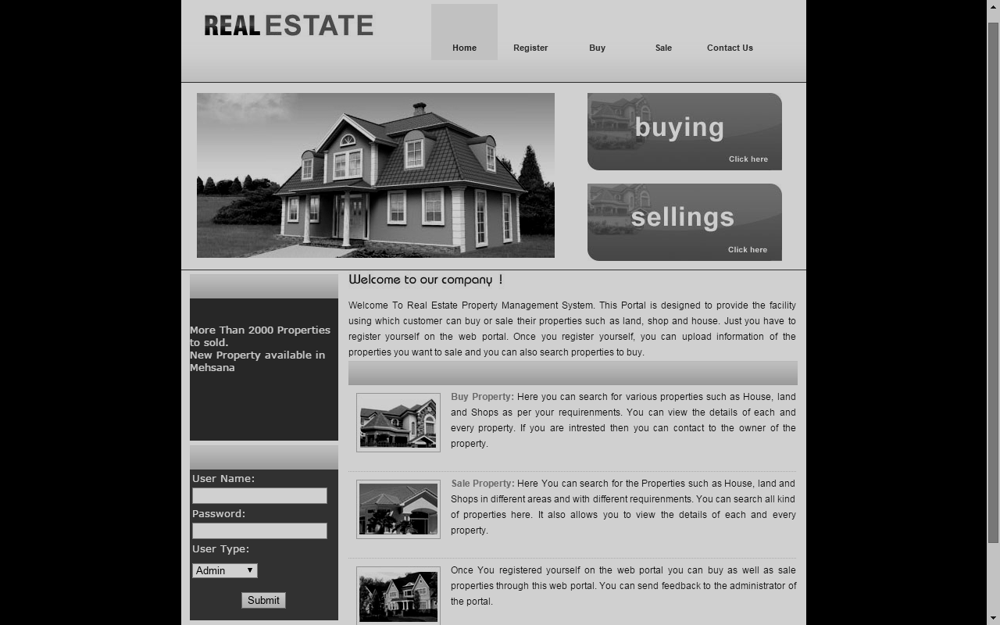 REAL ESTATE
Home
Register
Buy
Sale
Contact Us
buying
Click here
sellings
Click here
More Than 2000 Properties
to sold.
New Property available in
Mehsana
User Name:
Password:
User Type:
Admin
Submit
Welcome to our company !
Welcome To Real Estate Property Management System. This Portal is designed to provide the facility
using which customer can buy or sale their properties such as land, shop and house. Just you have to
register yourself on the web portal. Once you register yourself, you can upload information of the
properties you want to sale and you can also search properties to buy.
Buy Property: Here you can search for various properties such as House, land
and Shops as per your requirenments. You can view the details of each and
every property. If you are intrested then you can contact to the owner of the
property.
Sale Property: Here You can search for the Properties such as House, land and
Shops in different areas and with different requirenments. You can search all kind
of properties here. It also allows you to view the details of each and every
property.
Once You registered yourself on the web portal you can buy as well as sale
properties through this web portal. You can send feedback to the administrator of
the portal.